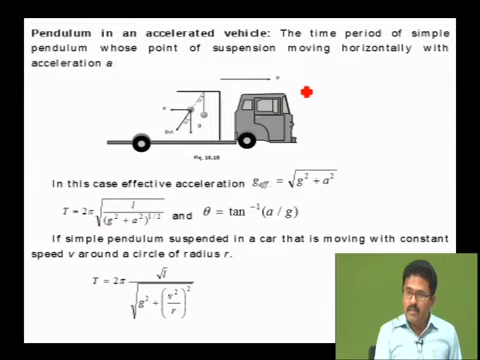 Pendulum in an accelerated vehicle: The time period of simple
pendulum whose point of suspension moving horizontally with
acceleration a
a
a
g
Fig. 16.18
In this case effective acceleration g_eff. = √(g² + a²)
T = 2π √(l / (g² + a²)^1/2) and θ = tan⁻¹(a / g)
If simple pendulum suspended in a car that is moving with constant
speed v around a circle of radius r.
T = 2π √l / √(g² + (v²/r)²)